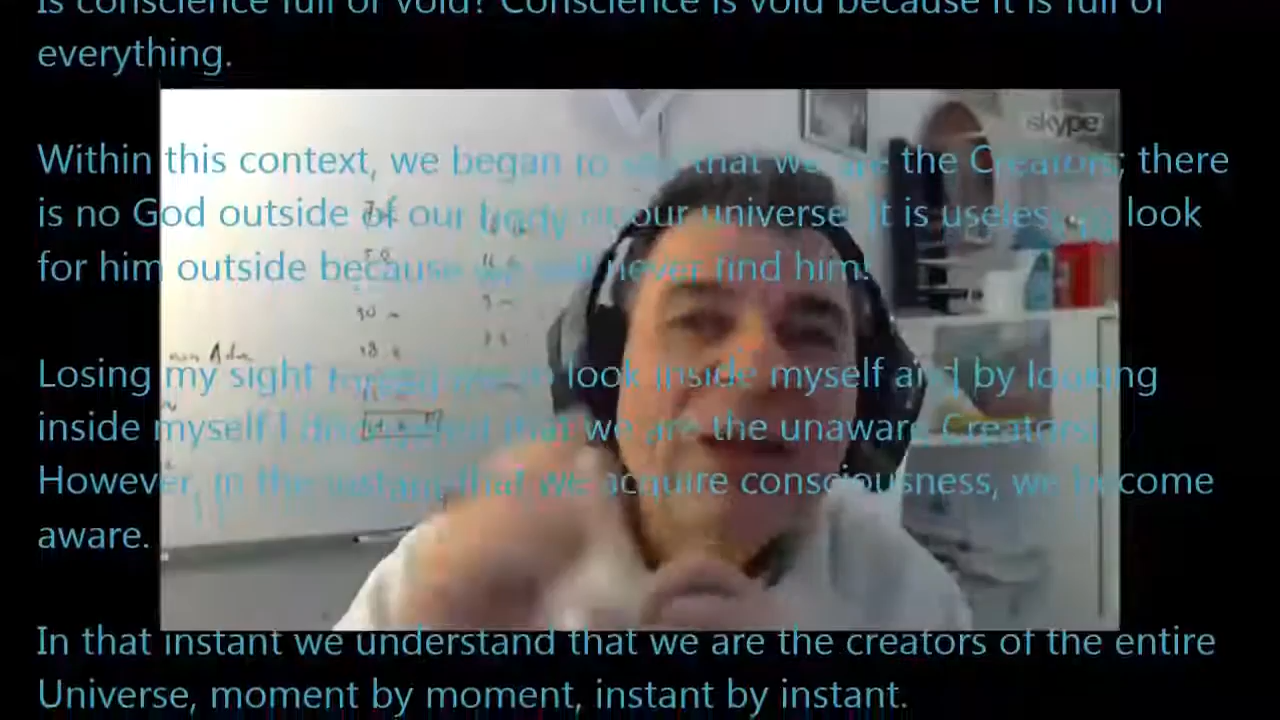 Is conscience full or void? Conscience is void because it is full of
everything.
skype
Within this context, we began to say that we are the Creators; there
is no God outside of our body or our universe. It is useless to look
for him outside because we will never find him!
Losing my sight forced me to look inside myself and by looking
inside myself I discovered that we are the unaware Creators!
However, in the instant that we acquire consciousness, we become
aware.
In that instant we understand that we are the creators of the entire
Universe, moment by moment, instant by instant.